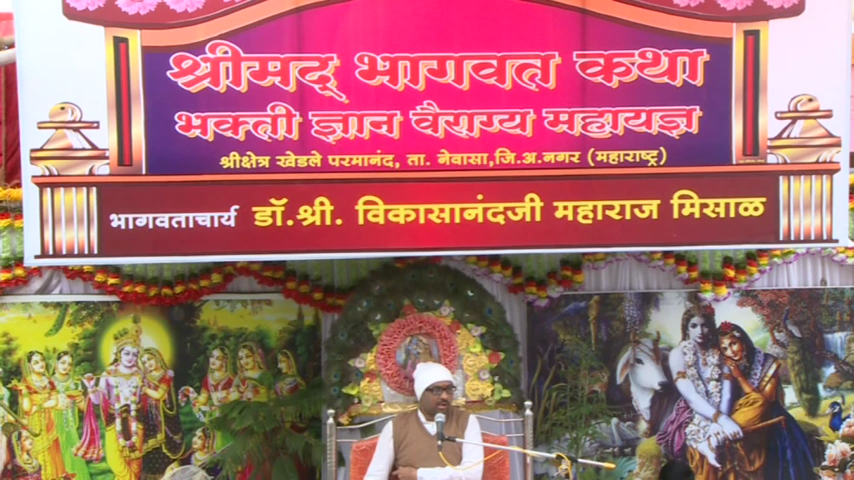 श्रीमद् भागवत कथा
भक्ती ज्ञान वैराग्य महायज्ञ
श्रीक्षेत्र खेडले परमानंद, ता. नेवासा,जि.अ.नगर (महाराष्ट्र)
भागवताचार्य डॉ.श्री. विकासानंदजी महाराज मिसाळ